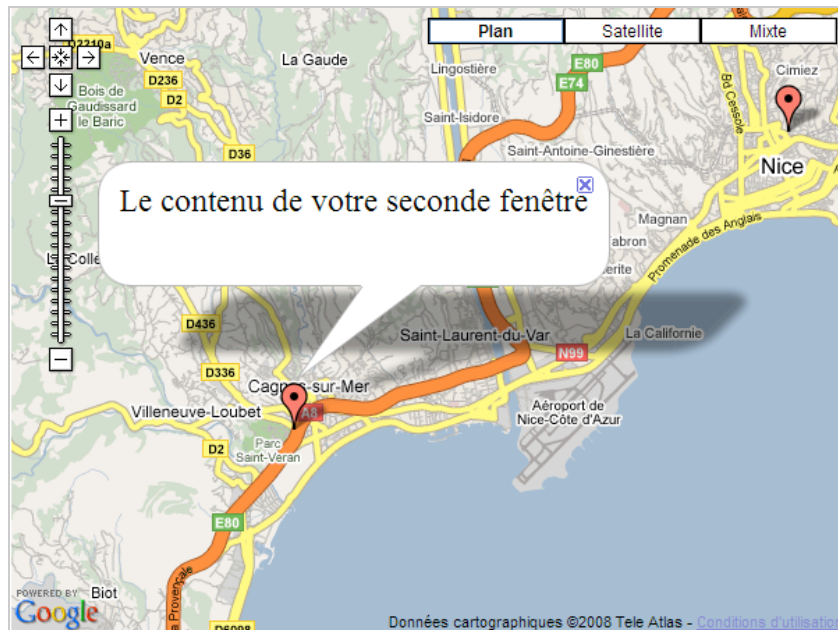 Plan
Satellite
Mixte
D2210a
Vence
La Gaude
Lingostière
E80
Cimiez
D236
E74
Bd Cessole
Bois de
Gaudissard
le Baric
D2
Saint-Isidore
D36
Saint-Antoine-Ginestière
Nice
Le contenu de votre seconde fenêtre
Magnan
Promenade des Anglais
D436
Saint-Laurent-du-Var
La Californie
N99
D336
Cagnes-sur-Mer
Villeneuve-Loubet
A8
Aéroport de
Nice-Côte d'Azur
D2
Parc
Saint-Veran
E80
POWERED BY
Google
Biot
Données cartographiques ©2008 Tele Atlas - Conditions d'utilisation